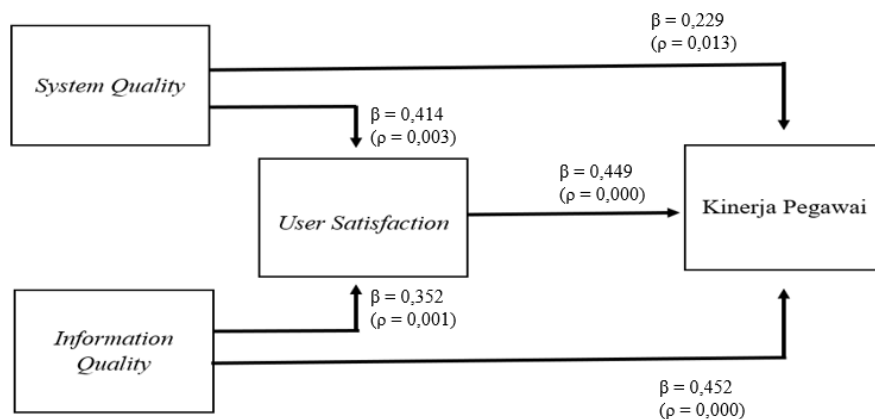 β = 0,229
(ρ = 0,013)
System Quality
β = 0,414
(ρ = 0,003)
User Satisfaction
β = 0,449
(ρ = 0,000)
Kinerja Pegawai
β = 0,352
(ρ = 0,001)
Information
Quality
β = 0,452
(ρ = 0,000)